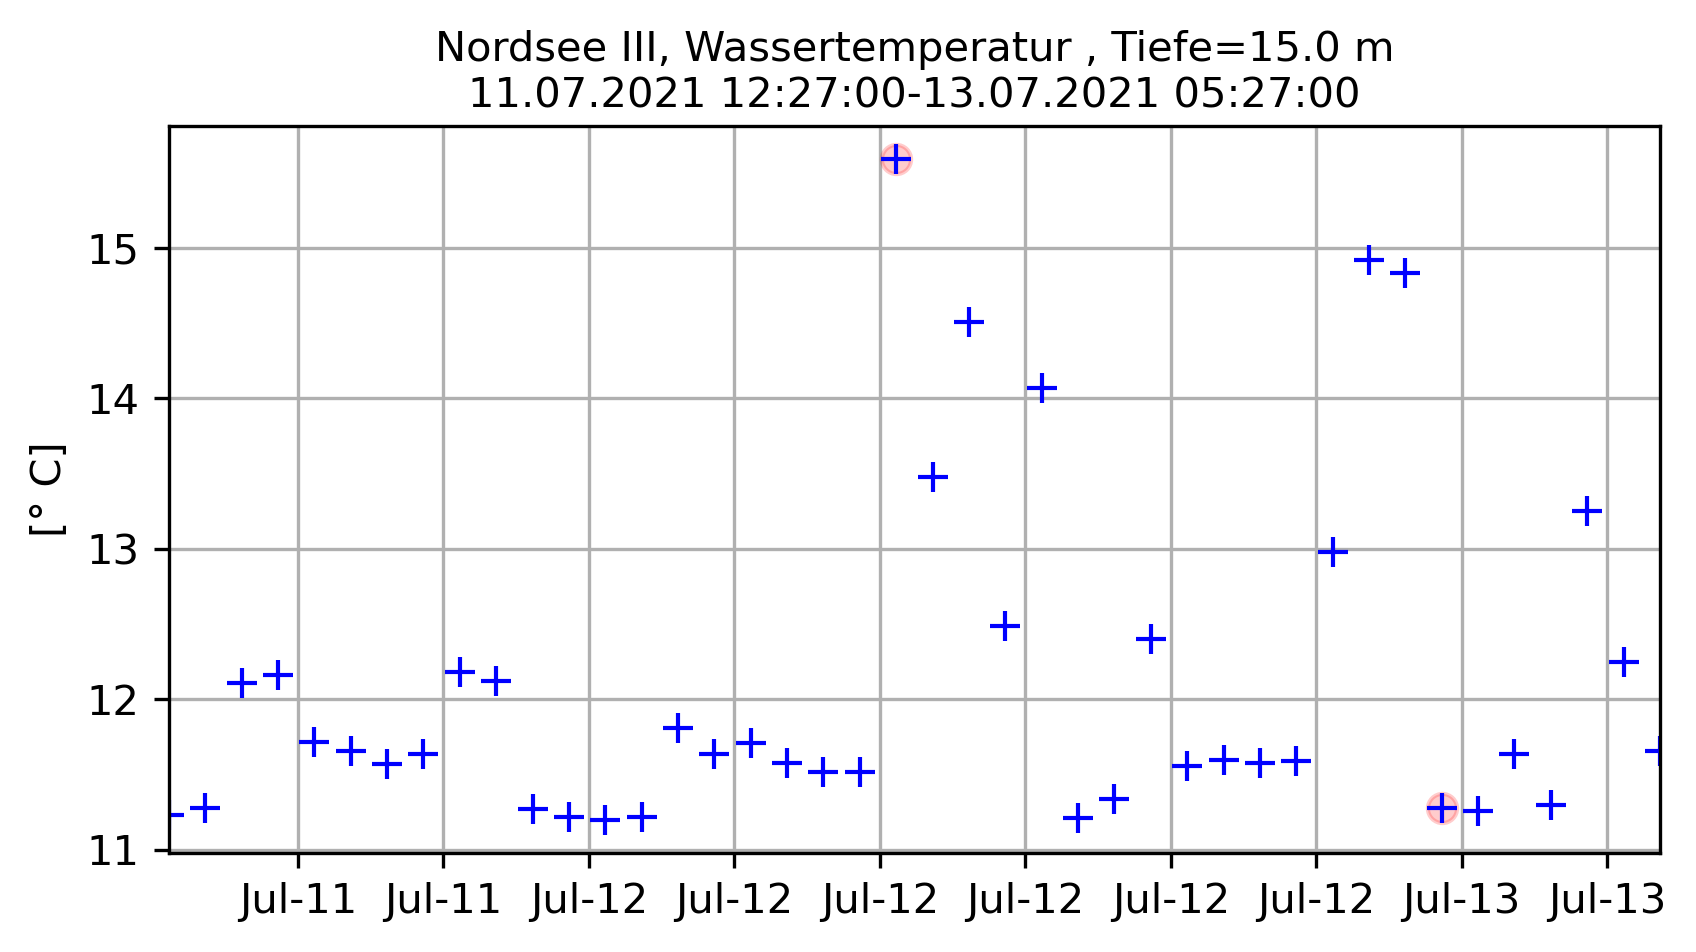 Nordsee III, Wassertemperatur , Tiefe=15.0 m
11.07.2021 12:27:00-13.07.2021 05:27:00
[° C]
15
14
13
12
11
Jul-11 Jul-11 Jul-12 Jul-12 Jul-12 Jul-12 Jul-12 Jul-12 Jul-13 Jul-13